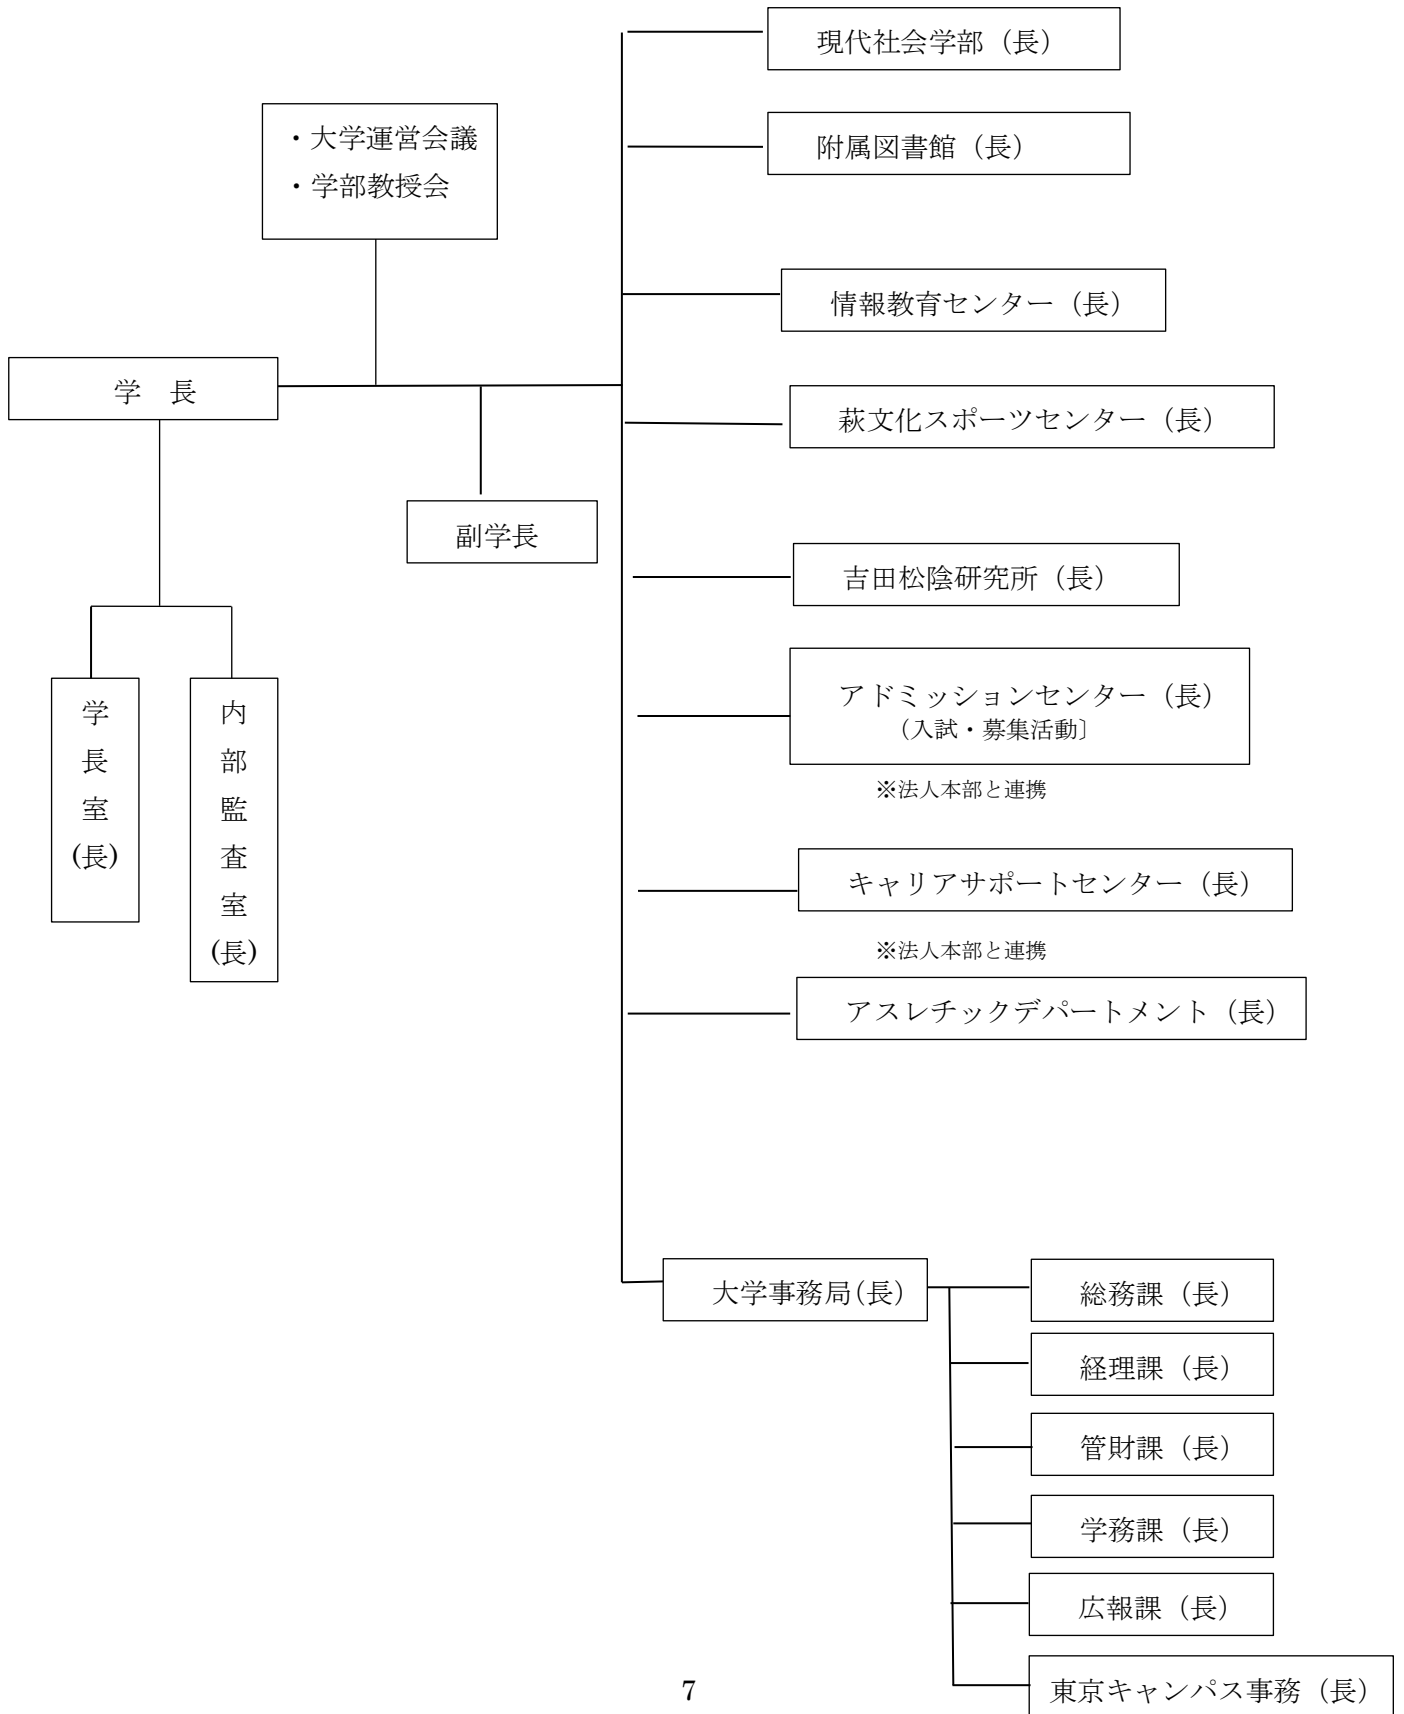 現代社会学部（長）
・大学運営会議
・学部教授会
附属図書館（長）
情報教育センター（長）
学　長
萩文化スポーツセンター（長）
副学長
吉田松陰研究所（長）
学長室(長)
内部監査室(長)
アドミッションセンター（長）
（入試・募集活動〕
※法人本部と連携
キャリアサポートセンター（長）
※法人本部と連携
アスレチックデパートメント（長）
大学事務局(長）
総務課（長）
経理課（長）
管財課（長）
学務課（長）
広報課（長）
東京キャンパス事務（長）
7